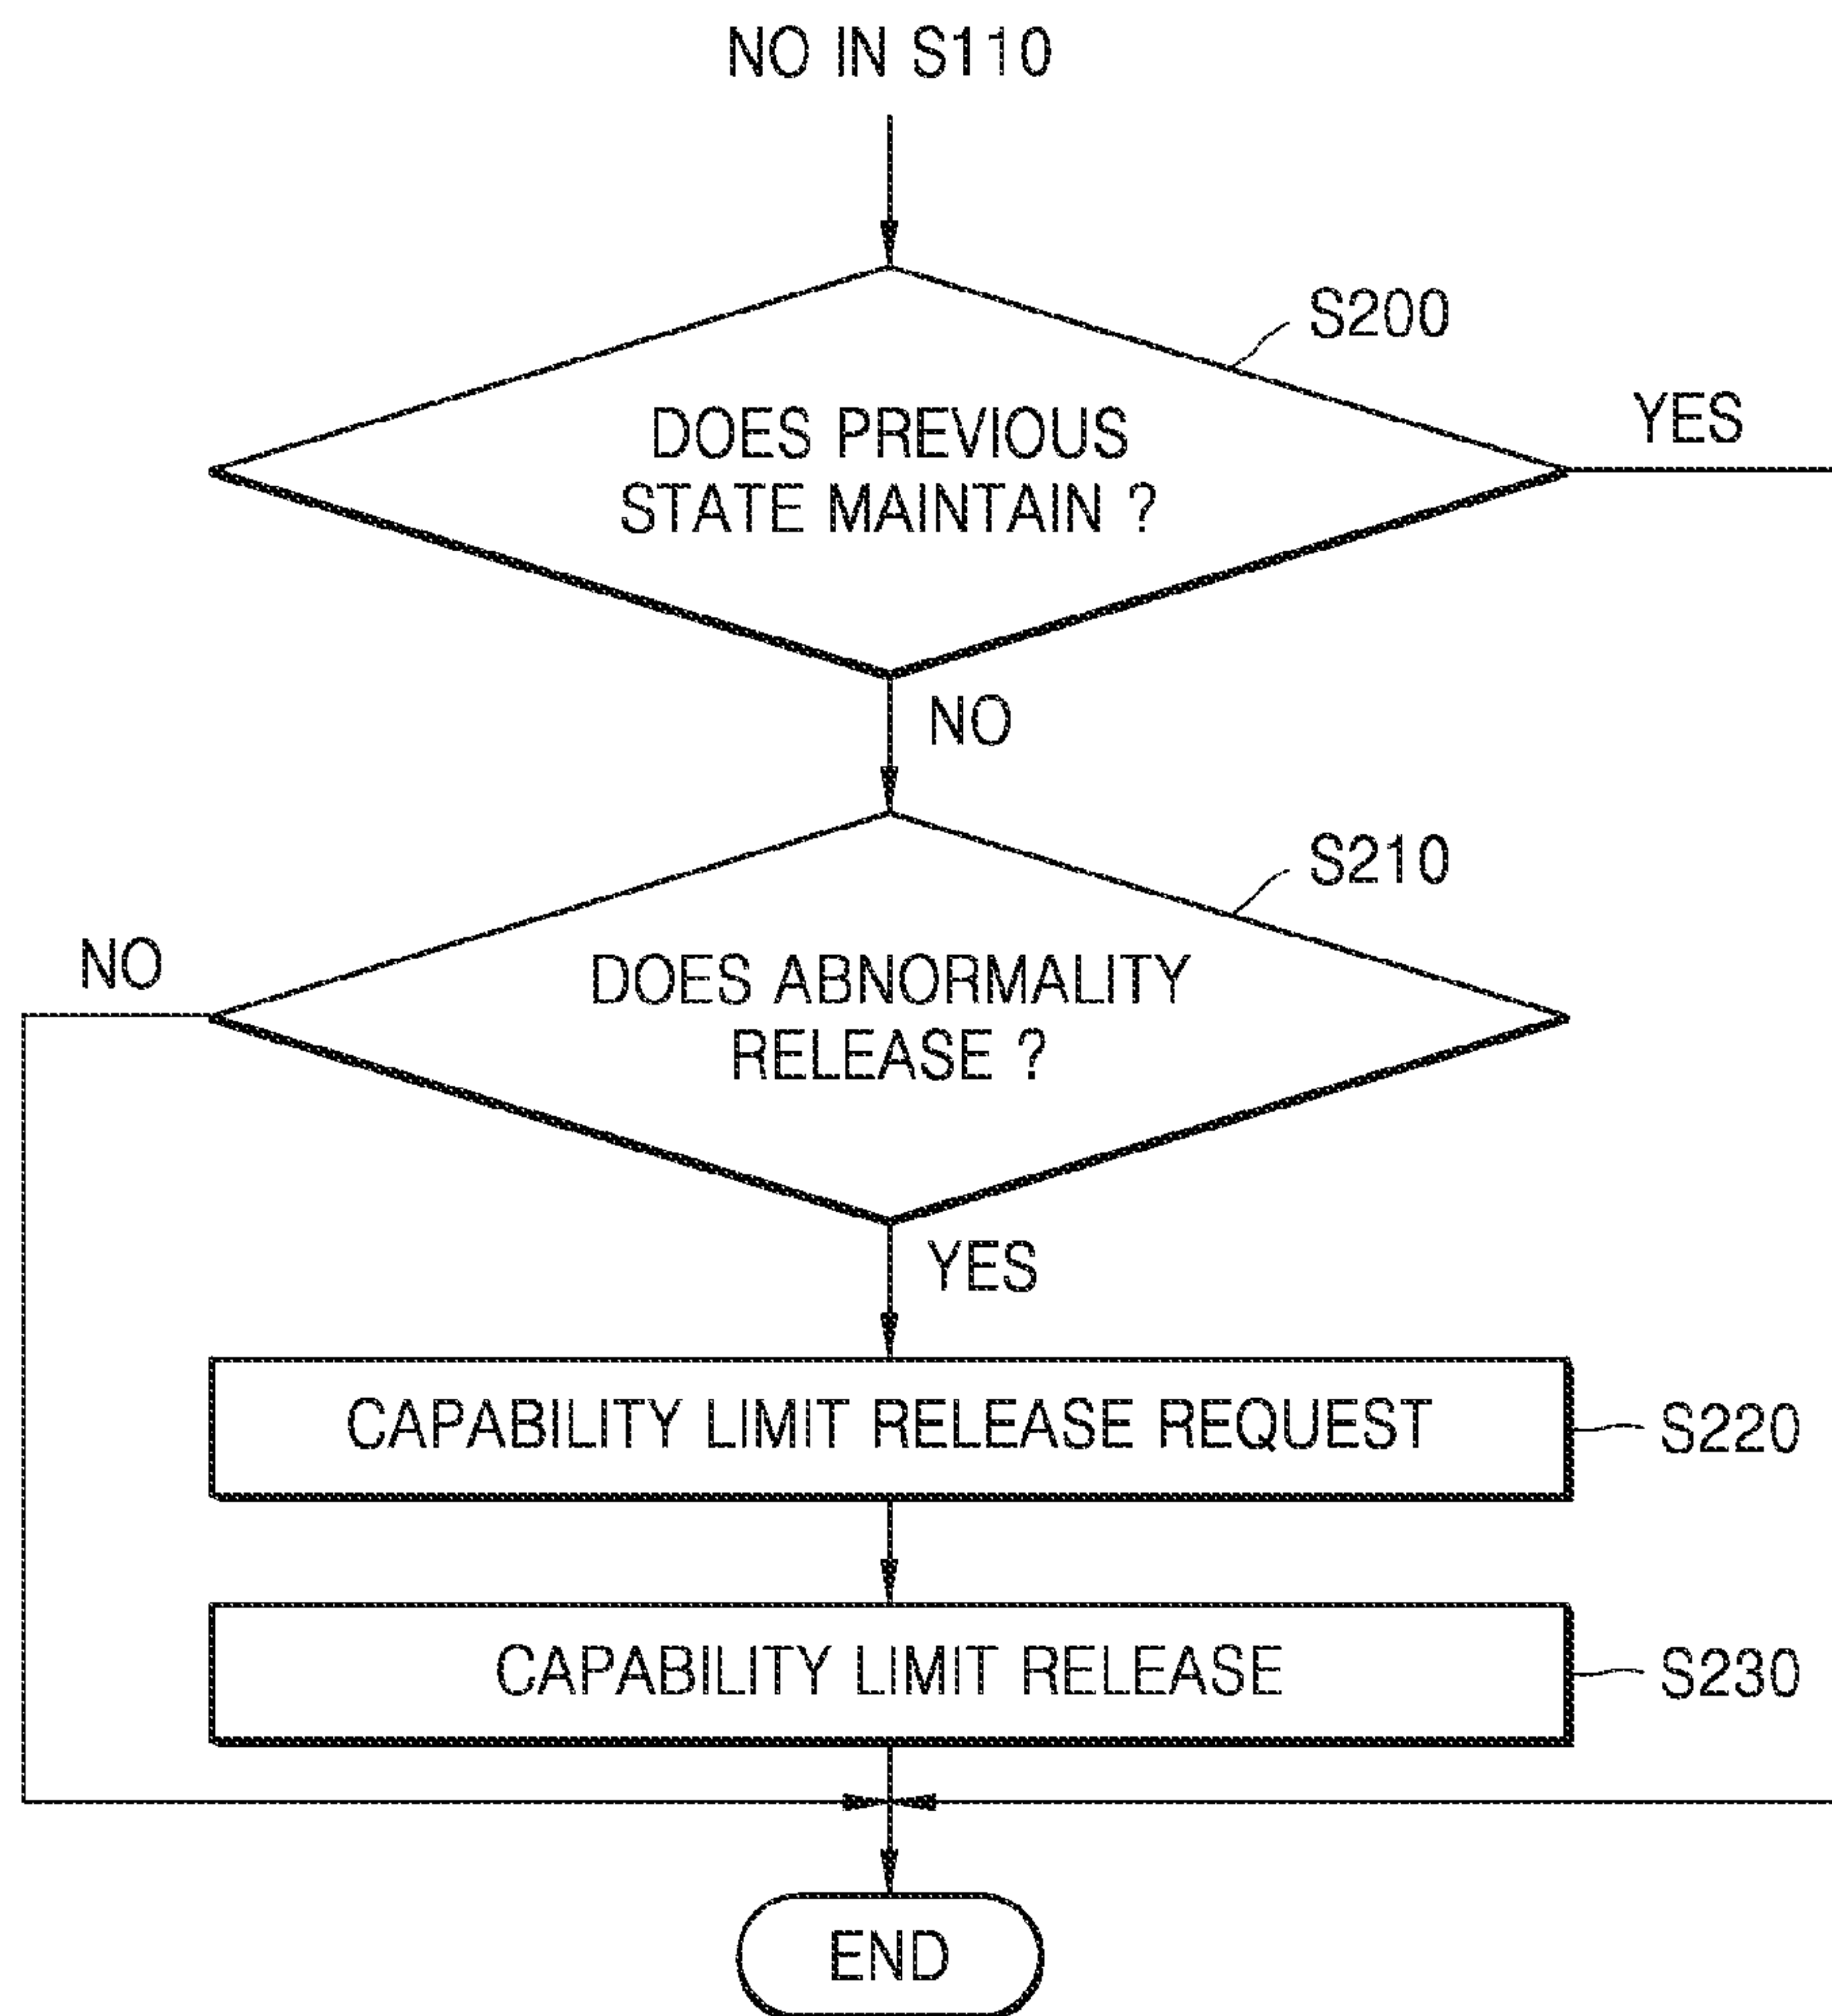 NO IN S110
S200
YES
DOES PREVIOUS
STATE MAINTAIN ?
NO
S210
NO
DOES ABNORMALITY
RELEASE ?
YES
CAPABILITY LIMIT RELEASE REQUEST
S220
CAPABILITY LIMIT RELEASE
S230
END